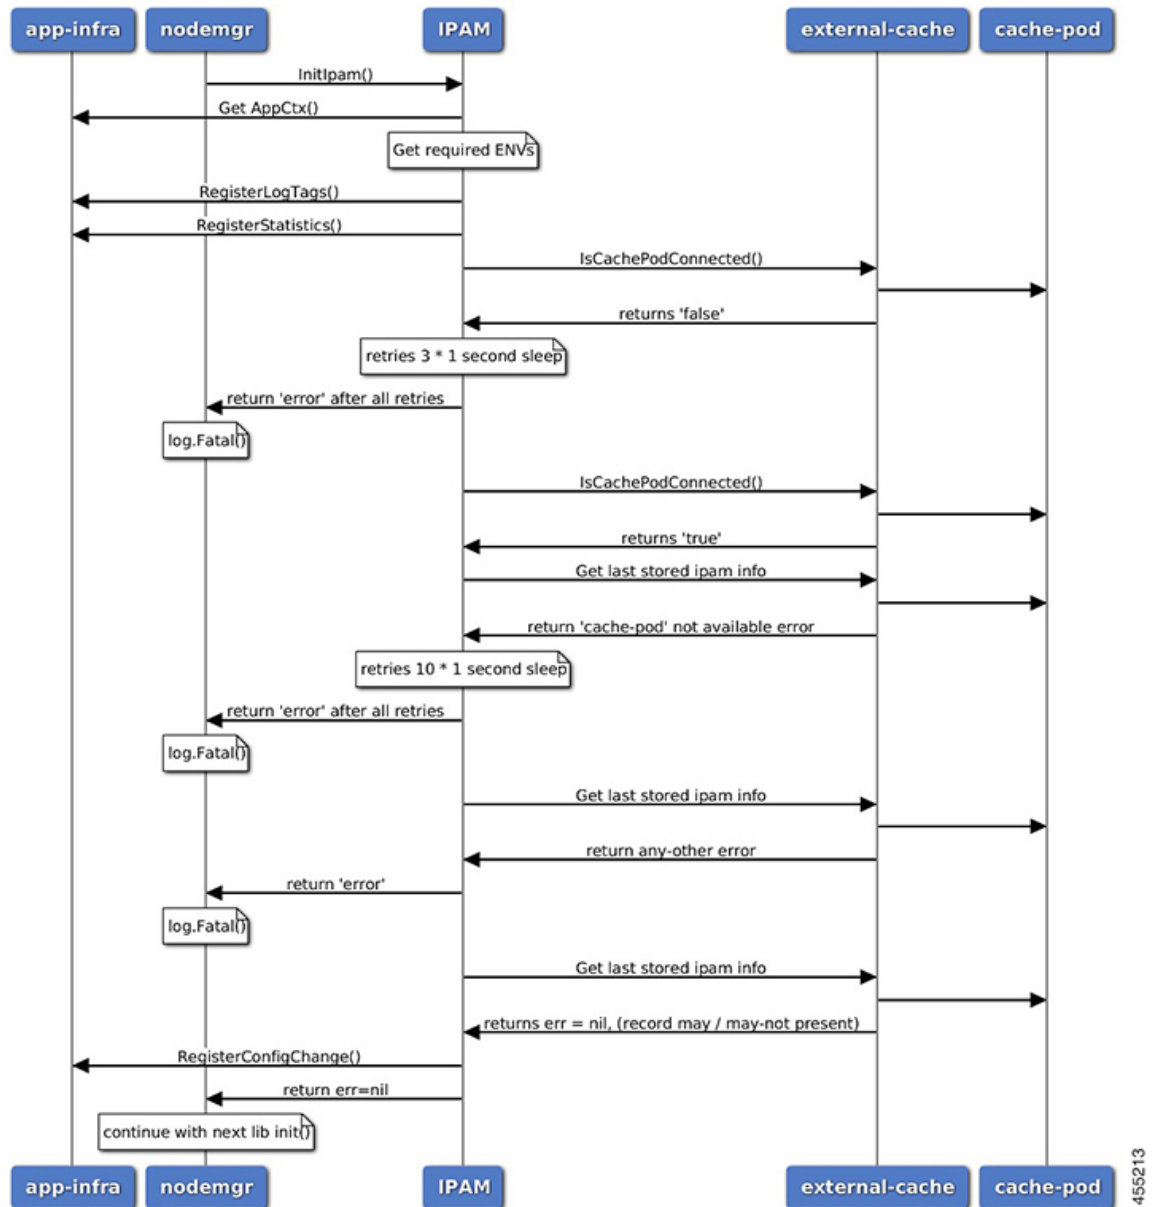 app-infra nodemgr IPAM external-cache cache-pod
InitIpam()
Get AppCtx()
Get required ENVs
RegisterLogTags()
RegisterStatistics()
IsCachePodConnected()
returns 'false'
retries 3 * 1 second sleep
return 'error' after all retries
log.Fatal()
IsCachePodConnected()
returns 'true'
Get last stored ipam info
return 'cache-pod' not available error
retries 10 * 1 second sleep
return 'error' after all retries
log.Fatal()
Get last stored ipam info
return any-other error
return 'error'
log.Fatal()
Get last stored ipam info
returns err = nil, (record may / may-not present)
RegisterConfigChange()
return err=nil
continue with next lib init()
app-infra nodemgr IPAM external-cache cache-pod
455213